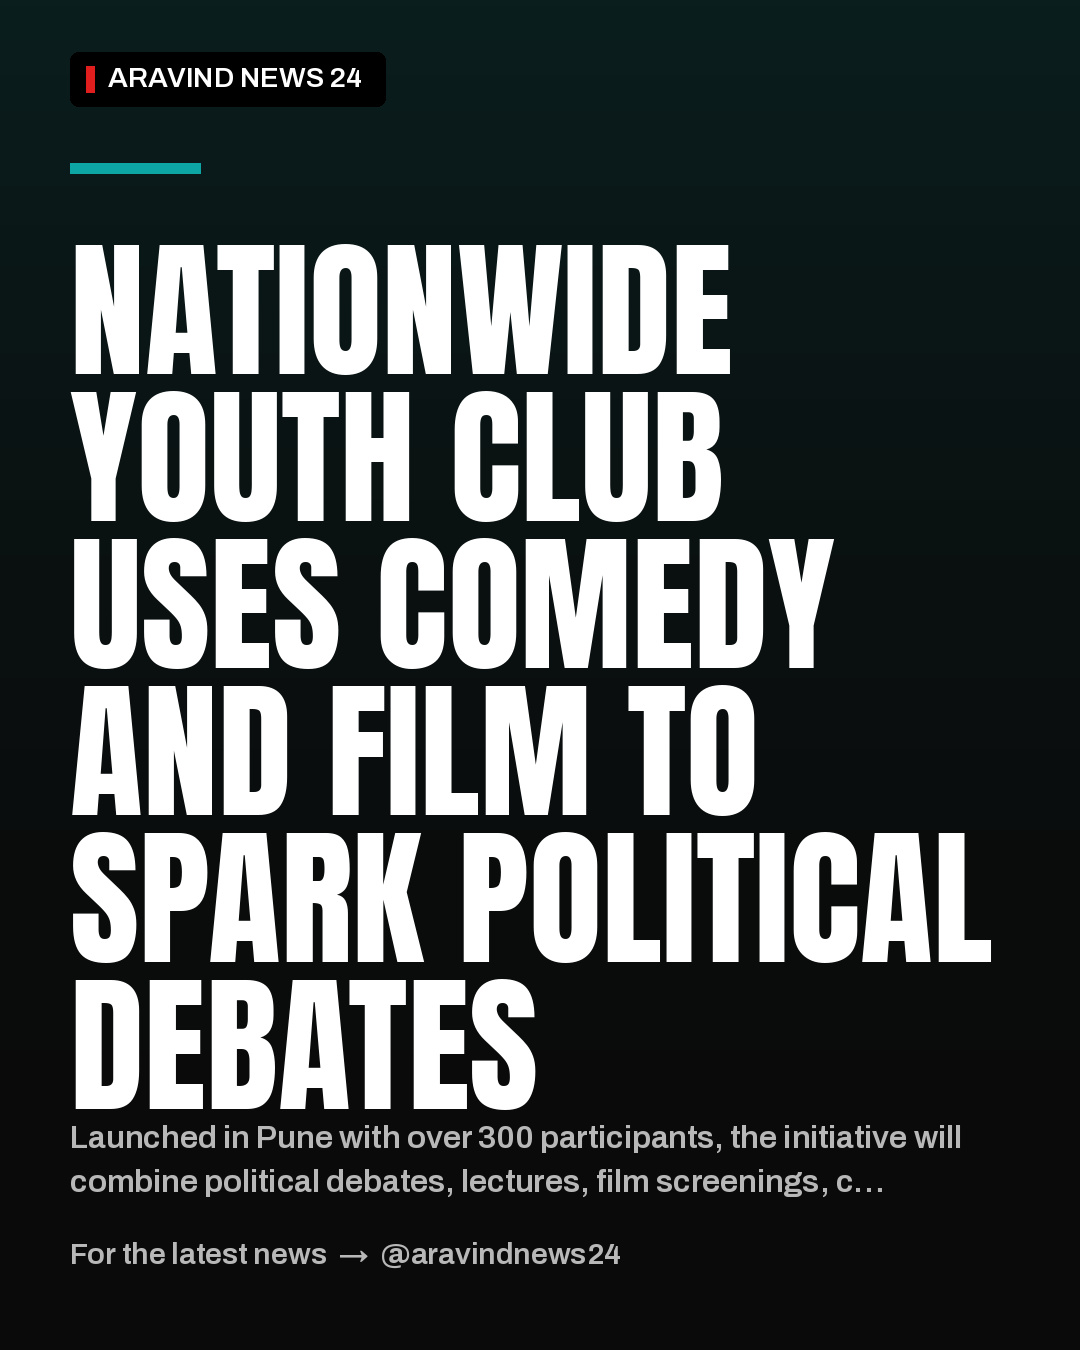 ARAVIND NEWS 24
NATIONWIDE
YOUTH CLUB
USES COMEDY
AND FILM TO
SPARK POLITICAL
DEBATES
Launched in Pune with over 300 participants, the initiative will
combine political debates, lectures, film screenings, c...
For the latest news → @aravindnews24